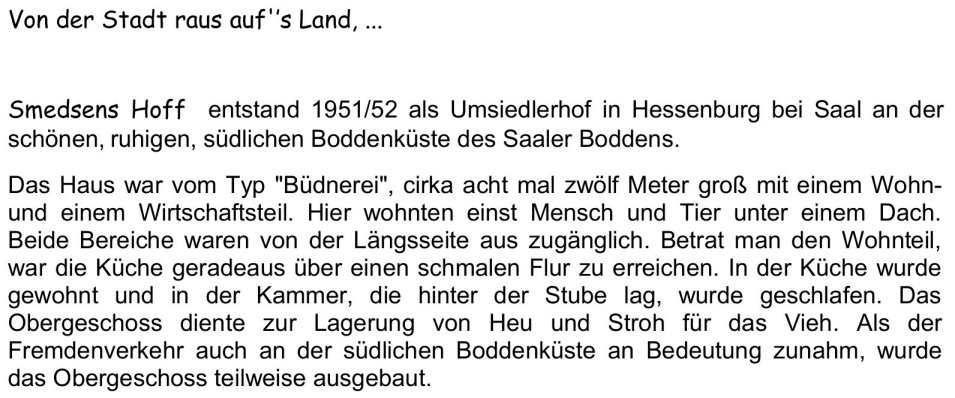 Von der Stadt raus auf'’s Land, ...
Smedsens Hoff entstand 1951/52 als Umsiedlerhof in Hessenburg bei Saal an der
schönen, ruhigen, südlichen Boddenküste des Saaler Boddens.
Das Haus war vom Typ "Büdnerei", cirka acht mal zwölf Meter groß mit einem Wohn-
und einem Wirtschaftsteil. Hier wohnten einst Mensch und Tier unter einem Dach.
Beide Bereiche waren von der Längsseite aus zugänglich. Betrat man den Wohnteil,
war die Küche geradeaus über einen schmalen Flur zu erreichen. In der Küche wurde
gewohnt und in der Kammer, die hinter der Stube lag, wurde geschlafen. Das
Obergeschoss diente zur Lagerung von Heu und Stroh für das Vieh. Als der
Fremdenverkehr auch an der südlichen Boddenküste an Bedeutung zunahm, wurde
das Obergeschoss teilweise ausgebaut.